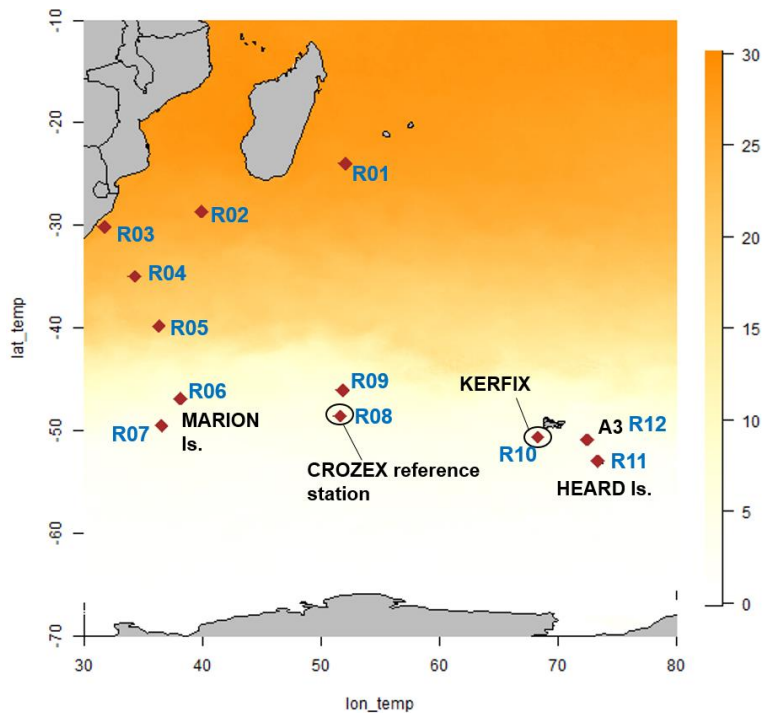 -10
-20
-30
-40
-50
-60
-70
lat_temp
30
40
50
60
70
80
lon_temp
30
25
20
15
10
5
0
R01
R02
R03
R04
R05
R06
MARION
Is.
R07
R09
R08
CROZEX reference
station
KERFIX
R10
A3 R12
R11
HEARD Is.